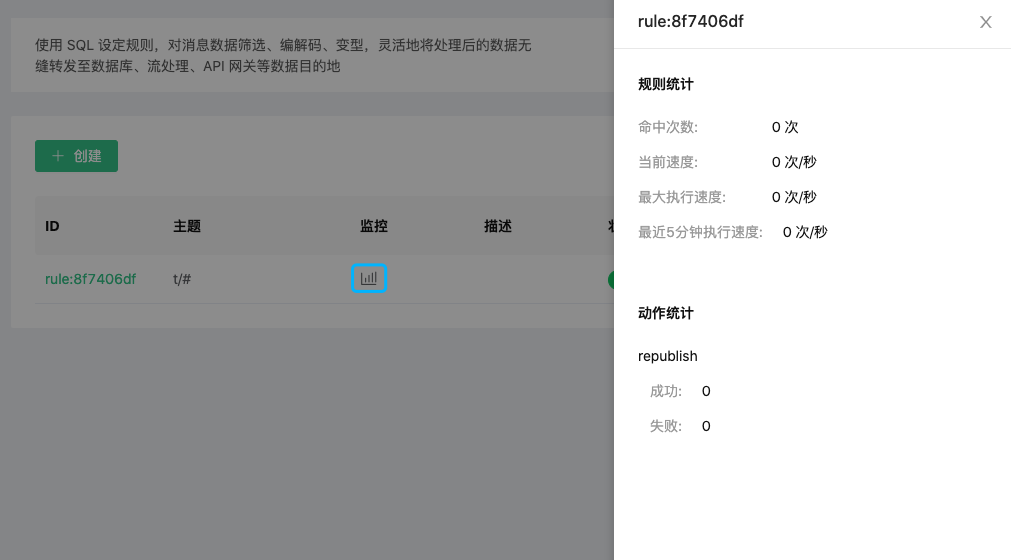 使用 SQL 设定规则，对消息数据筛选、编解码、变型，灵活地将处理后的数据无
缝转发至数据库、流处理、API 网关等数据目的地
创建
ID 主题 监控 描述
rule:8f7406df t/#
rule:8f7406df
规则统计
命中次数: 0 次
当前速度: 0 次/秒
最大执行速度: 0 次/秒
最近5分钟执行速度: 0 次/秒
动作统计
republish
成功: 0
失败: 0